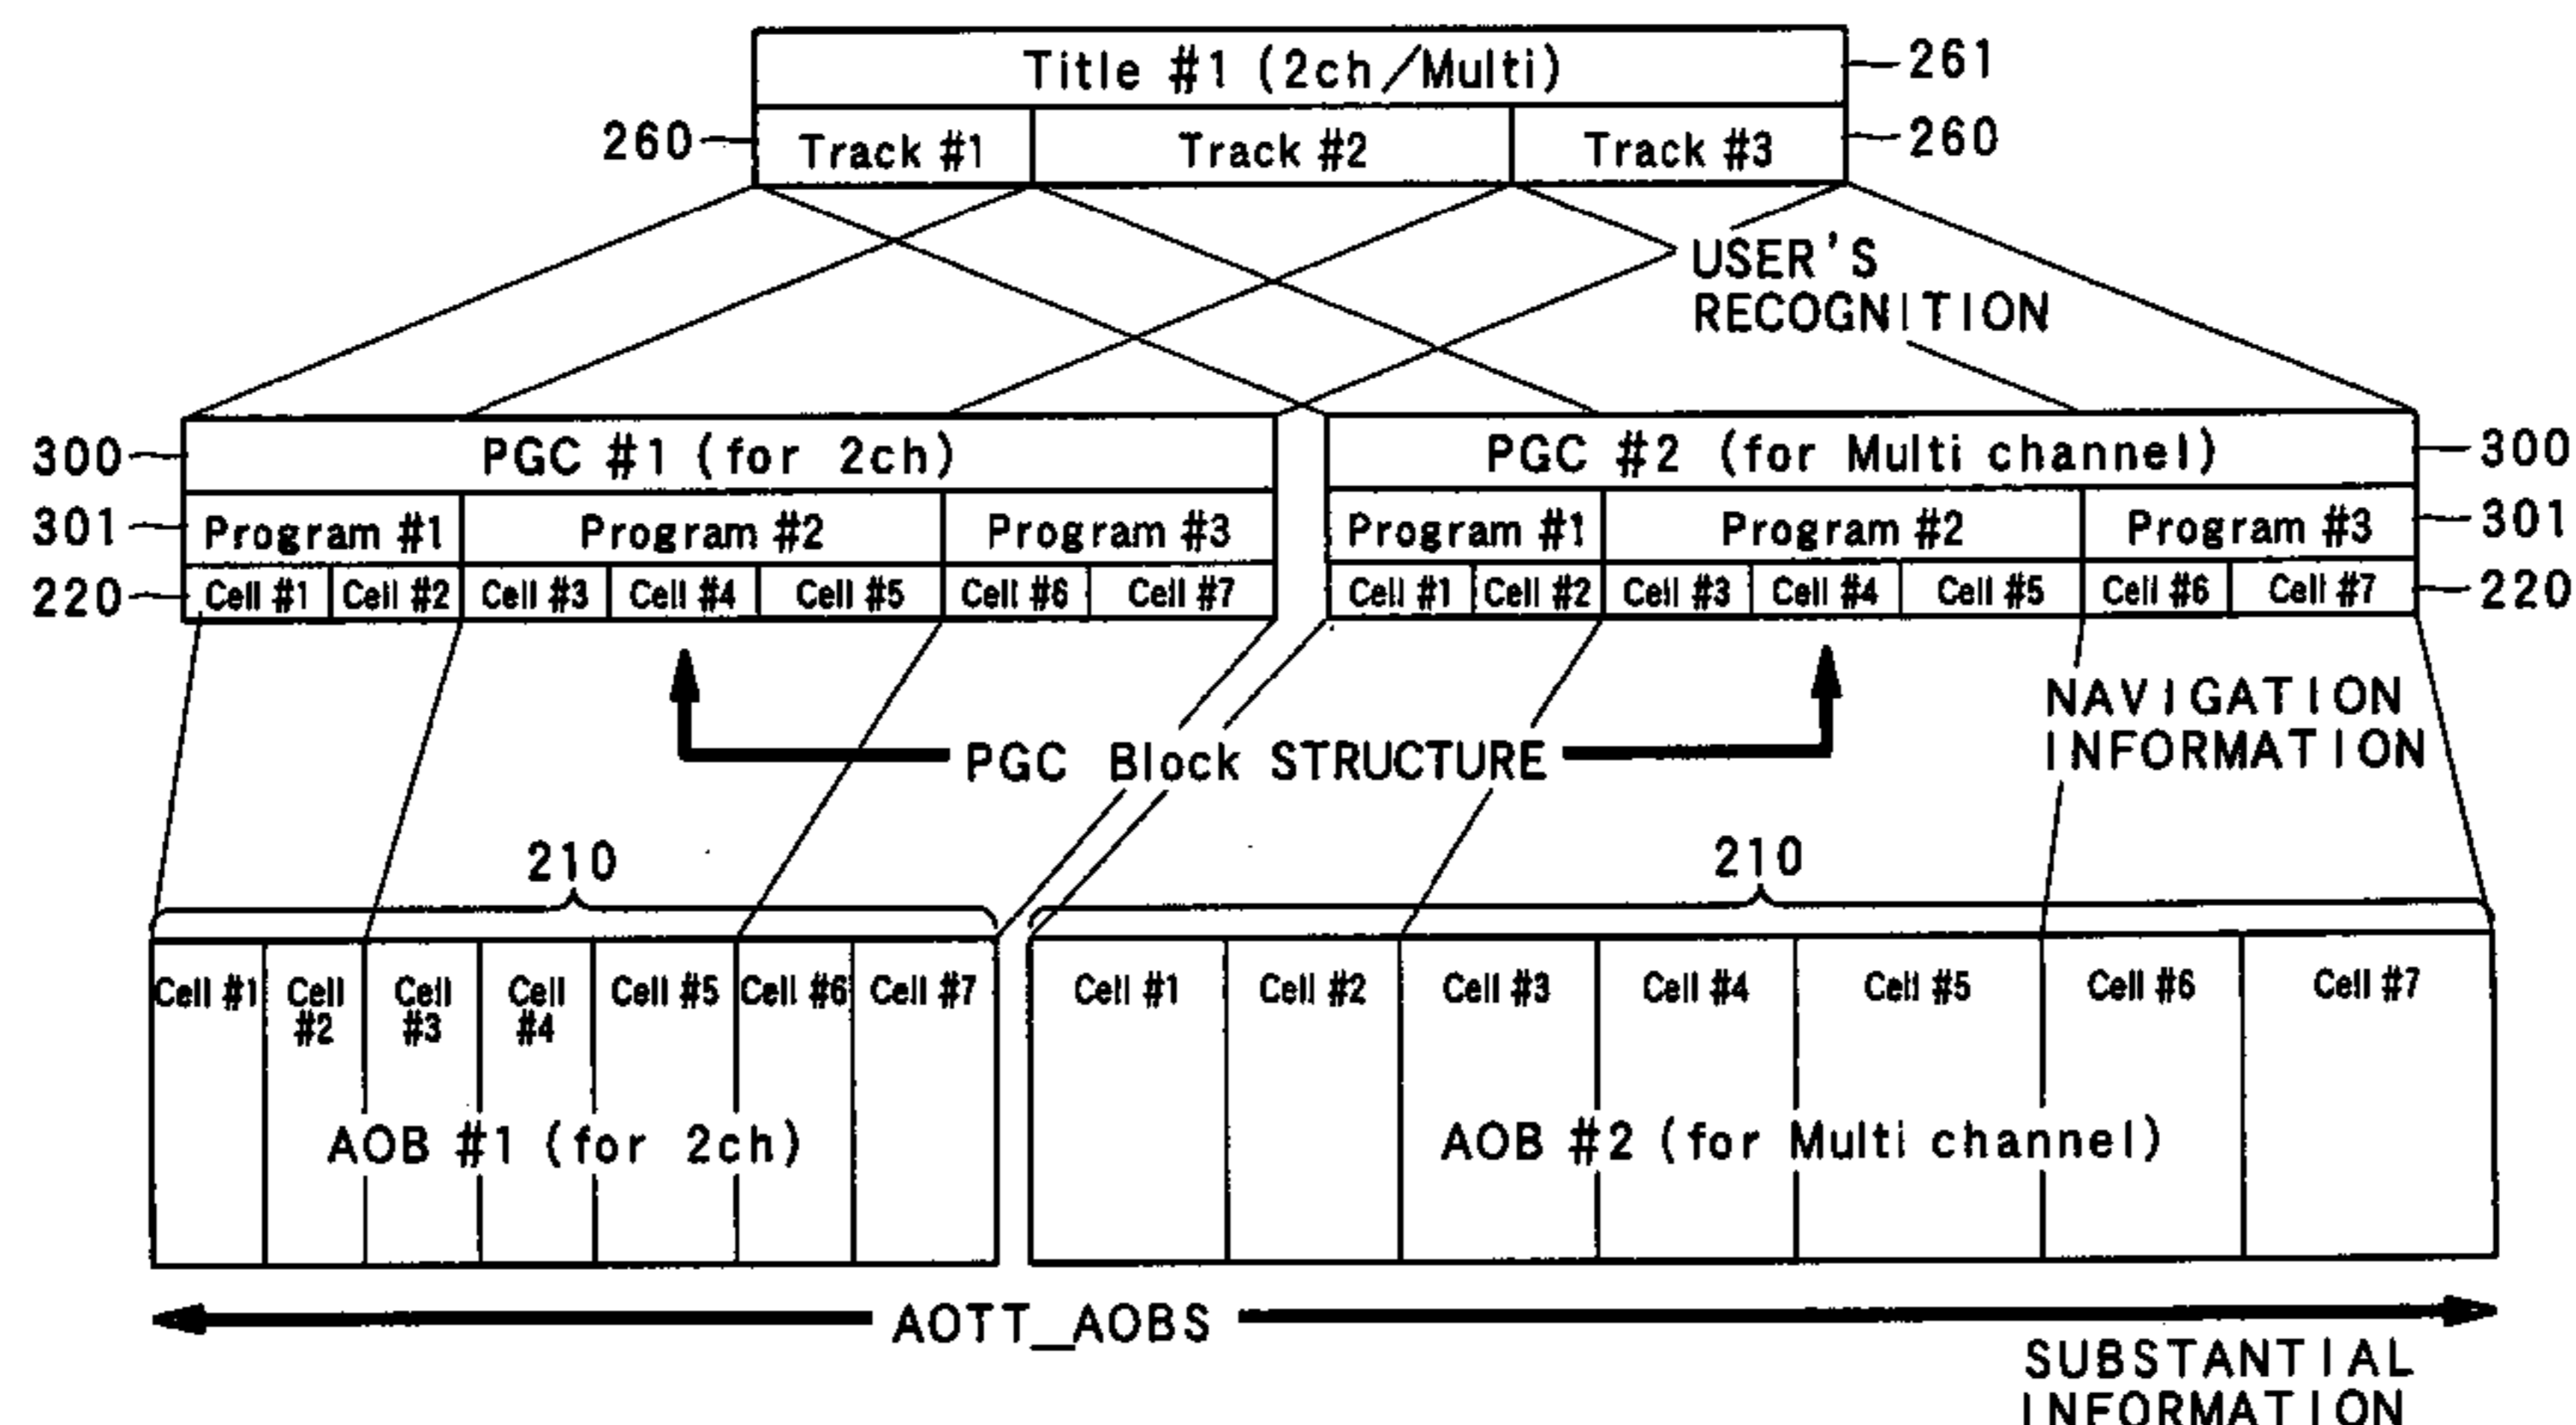 Title #1 (2ch/Multi)
261
260
Track #1
Track #2
Track #3
260
USER'S
RECOGNITION
300
PGC #1 (for 2ch)
PGC #2 (for Multi channel)
300
301
Program #1
Program #2
Program #3
Program #1
Program #2
Program #3
301
220
Cell #1
Cell #2
Cell #3
Cell #4
Cell #5
Cell #6
Cell #7
Cell #1
Cell #2
Cell #3
Cell #4
Cell #5
Cell #6
Cell #7
220
PGC Block STRUCTURE
NAVIGATION
INFORMATION
210
210
Cell #1
Cell
#2
Cell
#3
Cell
#4
Cell #5
Cell #6
Cell #7
Cell #1
Cell #2
Cell #3
Cell #4
Cell #5
Cell #6
Cell #7
AOB #1 (for 2ch)
AOB #2 (for Multi channel)
AOTT_AOBS
SUBSTANTIAL
INFORMATION